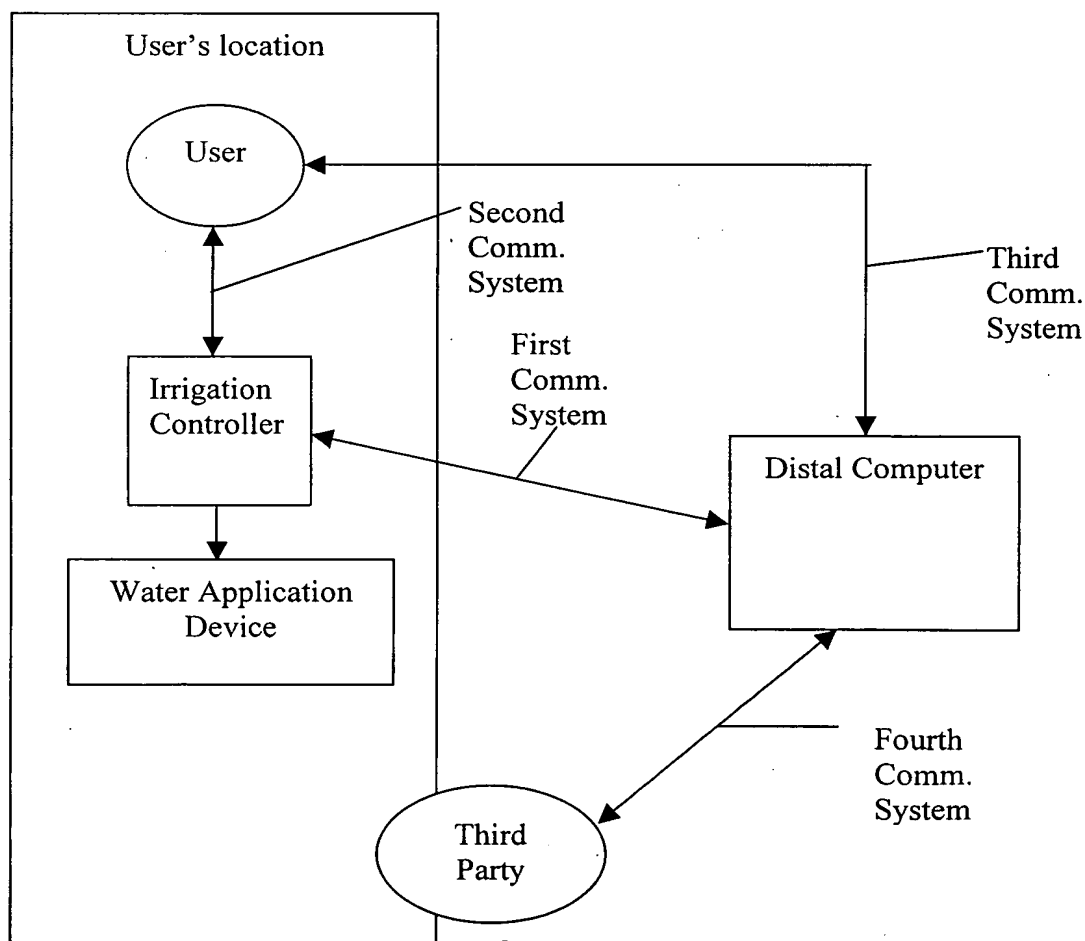 User's location
User
Second
Comm.
System
Third
Comm.
System
First
Comm.
System
Irrigation
Controller
Distal Computer
Water Application
Device
Fourth
Comm.
System
Third
Party